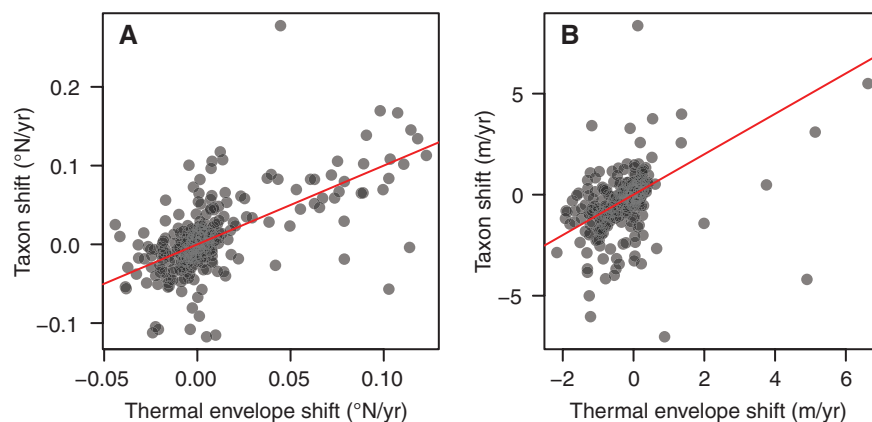 A
B
Taxon shift (°N/yr)
0.2
0.1
0.0
−0.1
−0.05
0.00
0.05
0.10
Thermal envelope shift (°N/yr)
Taxon shift (m/yr)
5
0
−5
−2
0
2
4
6
Thermal envelope shift (m/yr)